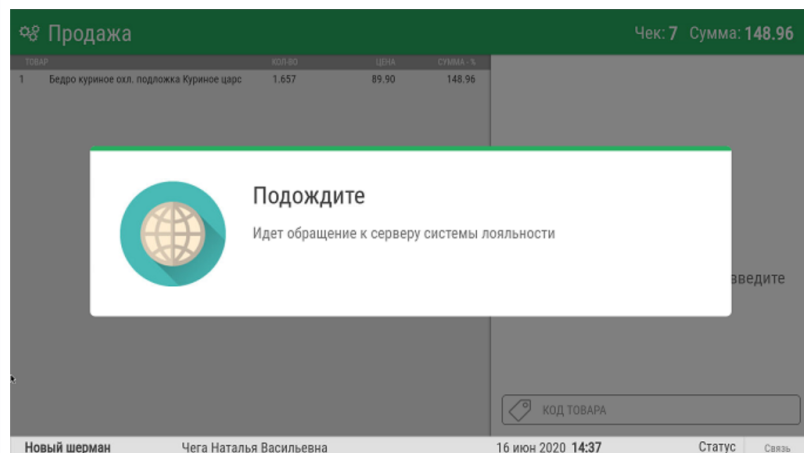 Продажа
Чек: 7 Сумма: 148.96
ТОВАР КОЛ-ВО ЦЕНА СУММА - %
1 Бедро куриное охл. подложка Куриное царс 1.657 89.90 148.96
Подождите
Идет обращение к серверу системы лояльности
введите
КОД ТОВАРА
Новый шерман Чега Наталья Васильевна 16 июн 2020 14:37 Статус Связь